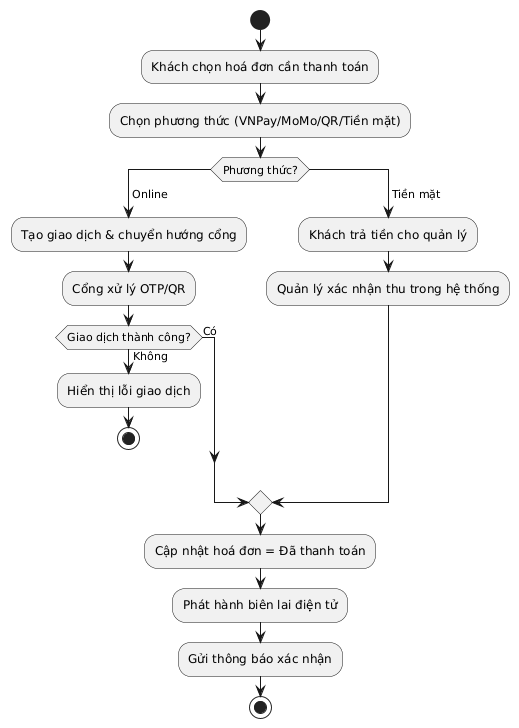 Khách chọn hoá đơn cần thanh toán
Chọn phương thức (VNPay/MoMo/QR/Tiền mặt)
Phương thức?
Online
Tiền mặt
Tạo giao dịch & chuyển hướng cổng
Khách trả tiền cho quản lý
Cổng xử lý OTP/QR
Quản lý xác nhận thu trong hệ thống
Giao dịch thành công?
Có
Không
Hiển thị lỗi giao dịch
Cập nhật hoá đơn = Đã thanh toán
Phát hành biên lai điện tử
Gửi thông báo xác nhận